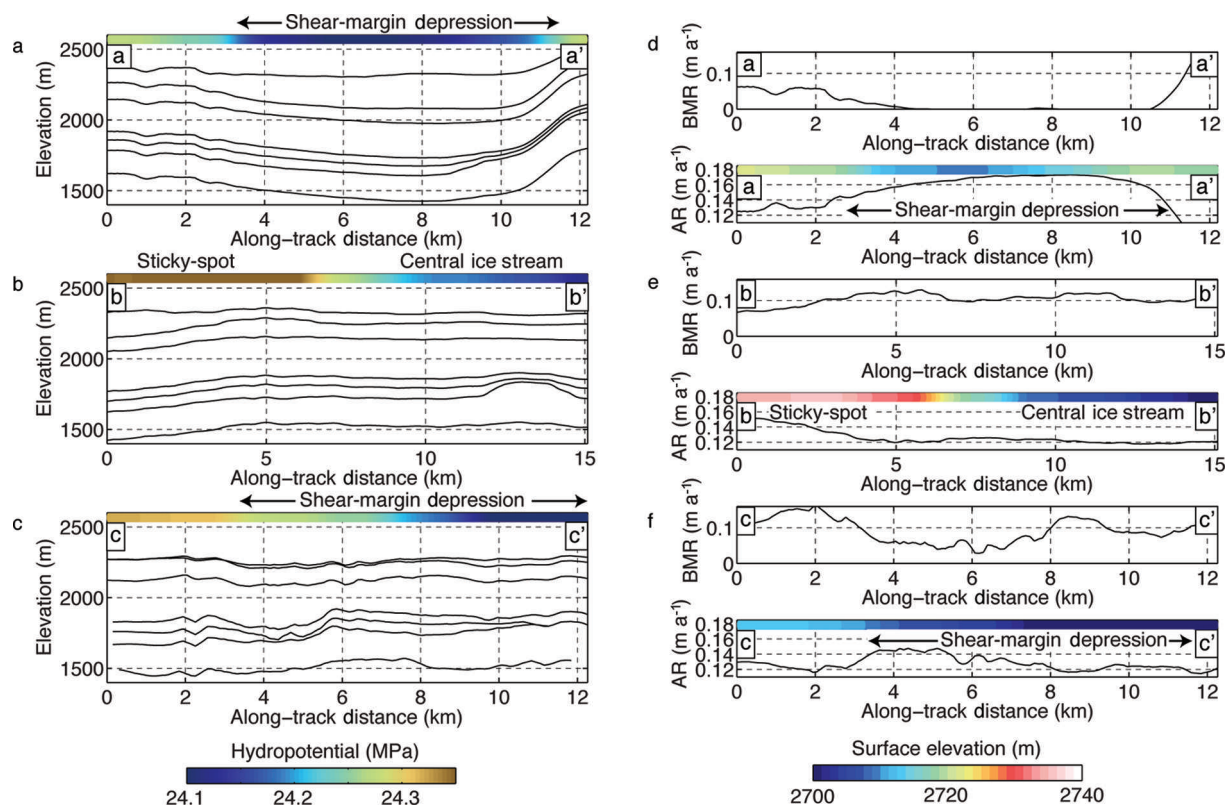 Shear-margin depression
a
a
a'
2500
2000
1500
Elevation (m)
0 2 4 6 8 10 12
Along-track distance (km)
Sticky-spot Central ice stream
b
b
b'
2500
2000
1500
Elevation (m)
0 5 10 15
Along-track distance (km)
Shear-margin depression
c
c
c'
2500
2000
1500
Elevation (m)
0 2 4 6 8 10 12
Along-track distance (km)
Hydropotential (MPa)
24.1 24.2 24.3
d
a
a'
BMR (m a-1)
0.1
0
0 2 4 6 8 10 12
Along-track distance (km)
a
a'
AR (m a-1)
0.18
0.16
0.14
0.12
Shear-margin depression
0 2 4 6 8 10 12
Along-track distance (km)
e
b
b'
BMR (m a-1)
0.1
0
0 5 10 15
Along-track distance (km)
b
b'
AR (m a-1)
0.18
0.16
0.14
0.12
Sticky-spot Central ice stream
0 5 10 15
Along-track distance (km)
f
c
c'
BMR (m a-1)
0.1
0
0 2 4 6 8 10 12
Along-track distance (km)
c
c'
AR (m a-1)
0.18
0.16
0.14
0.12
Shear-margin depression
0 2 4 6 8 10 12
Along-track distance (km)
Surface elevation (m)
2700 2720 2740